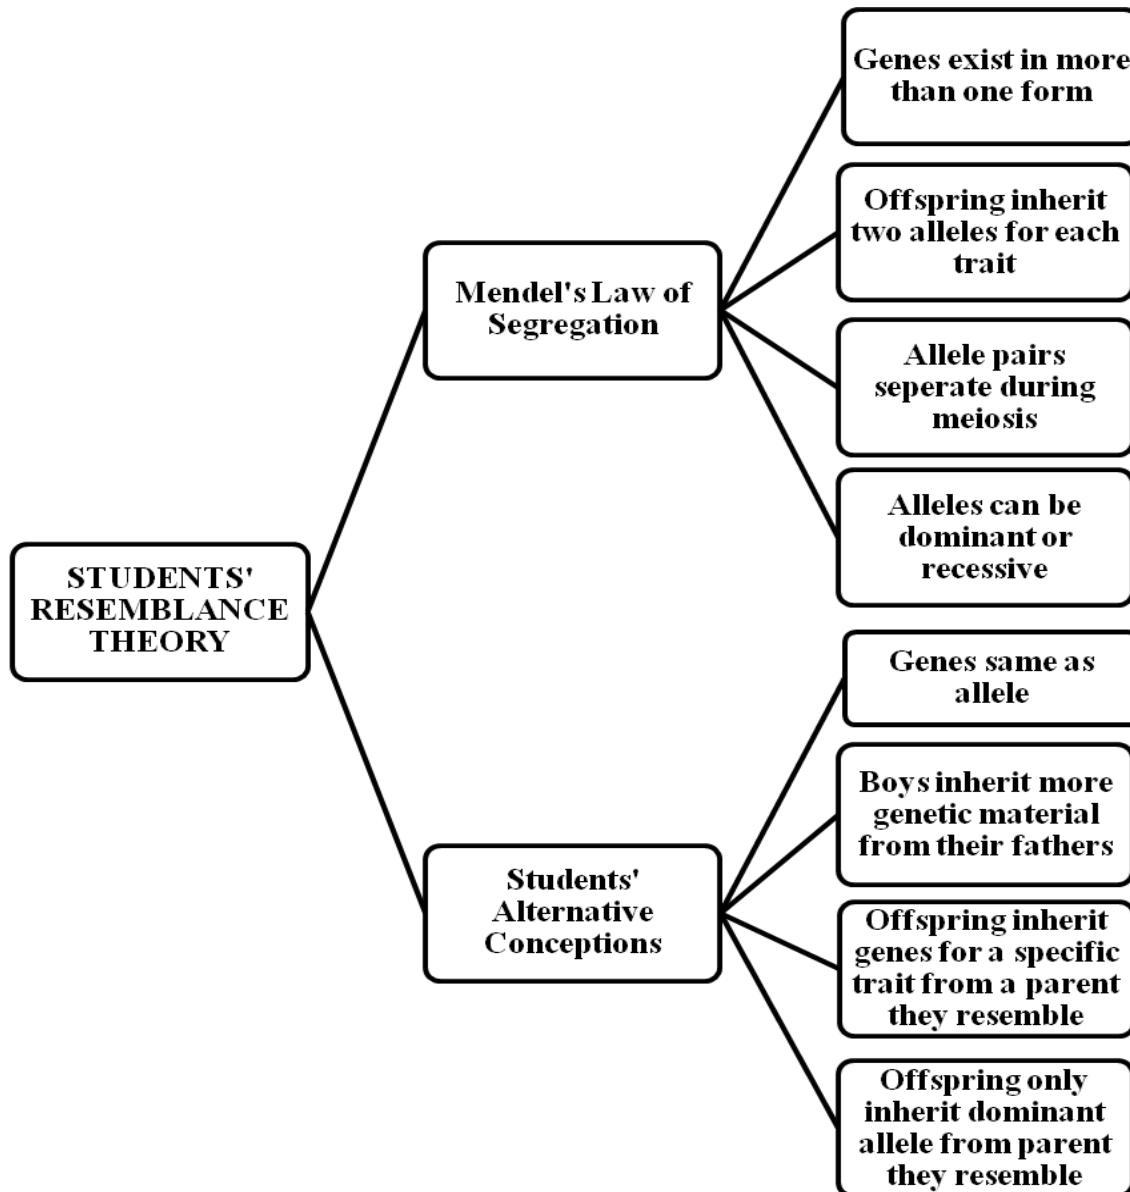 Genes exist in more
than one form
Offspring inherit
two alleles for each
trait
Mendel's Law of
Segregation
Allele pairs
seperate during
meiosis
Alleles can be
dominant or
recessive
STUDENTS'
RESEMBLANCE
THEORY
Genes same as
allele
Boys inherit more
genetic material
from their fathers
Students'
Alternative
Conceptions
Offspring inherit
genes for a specific
trait from a parent
they resemble
Offspring only
inherit dominant
allele from parent
they resemble